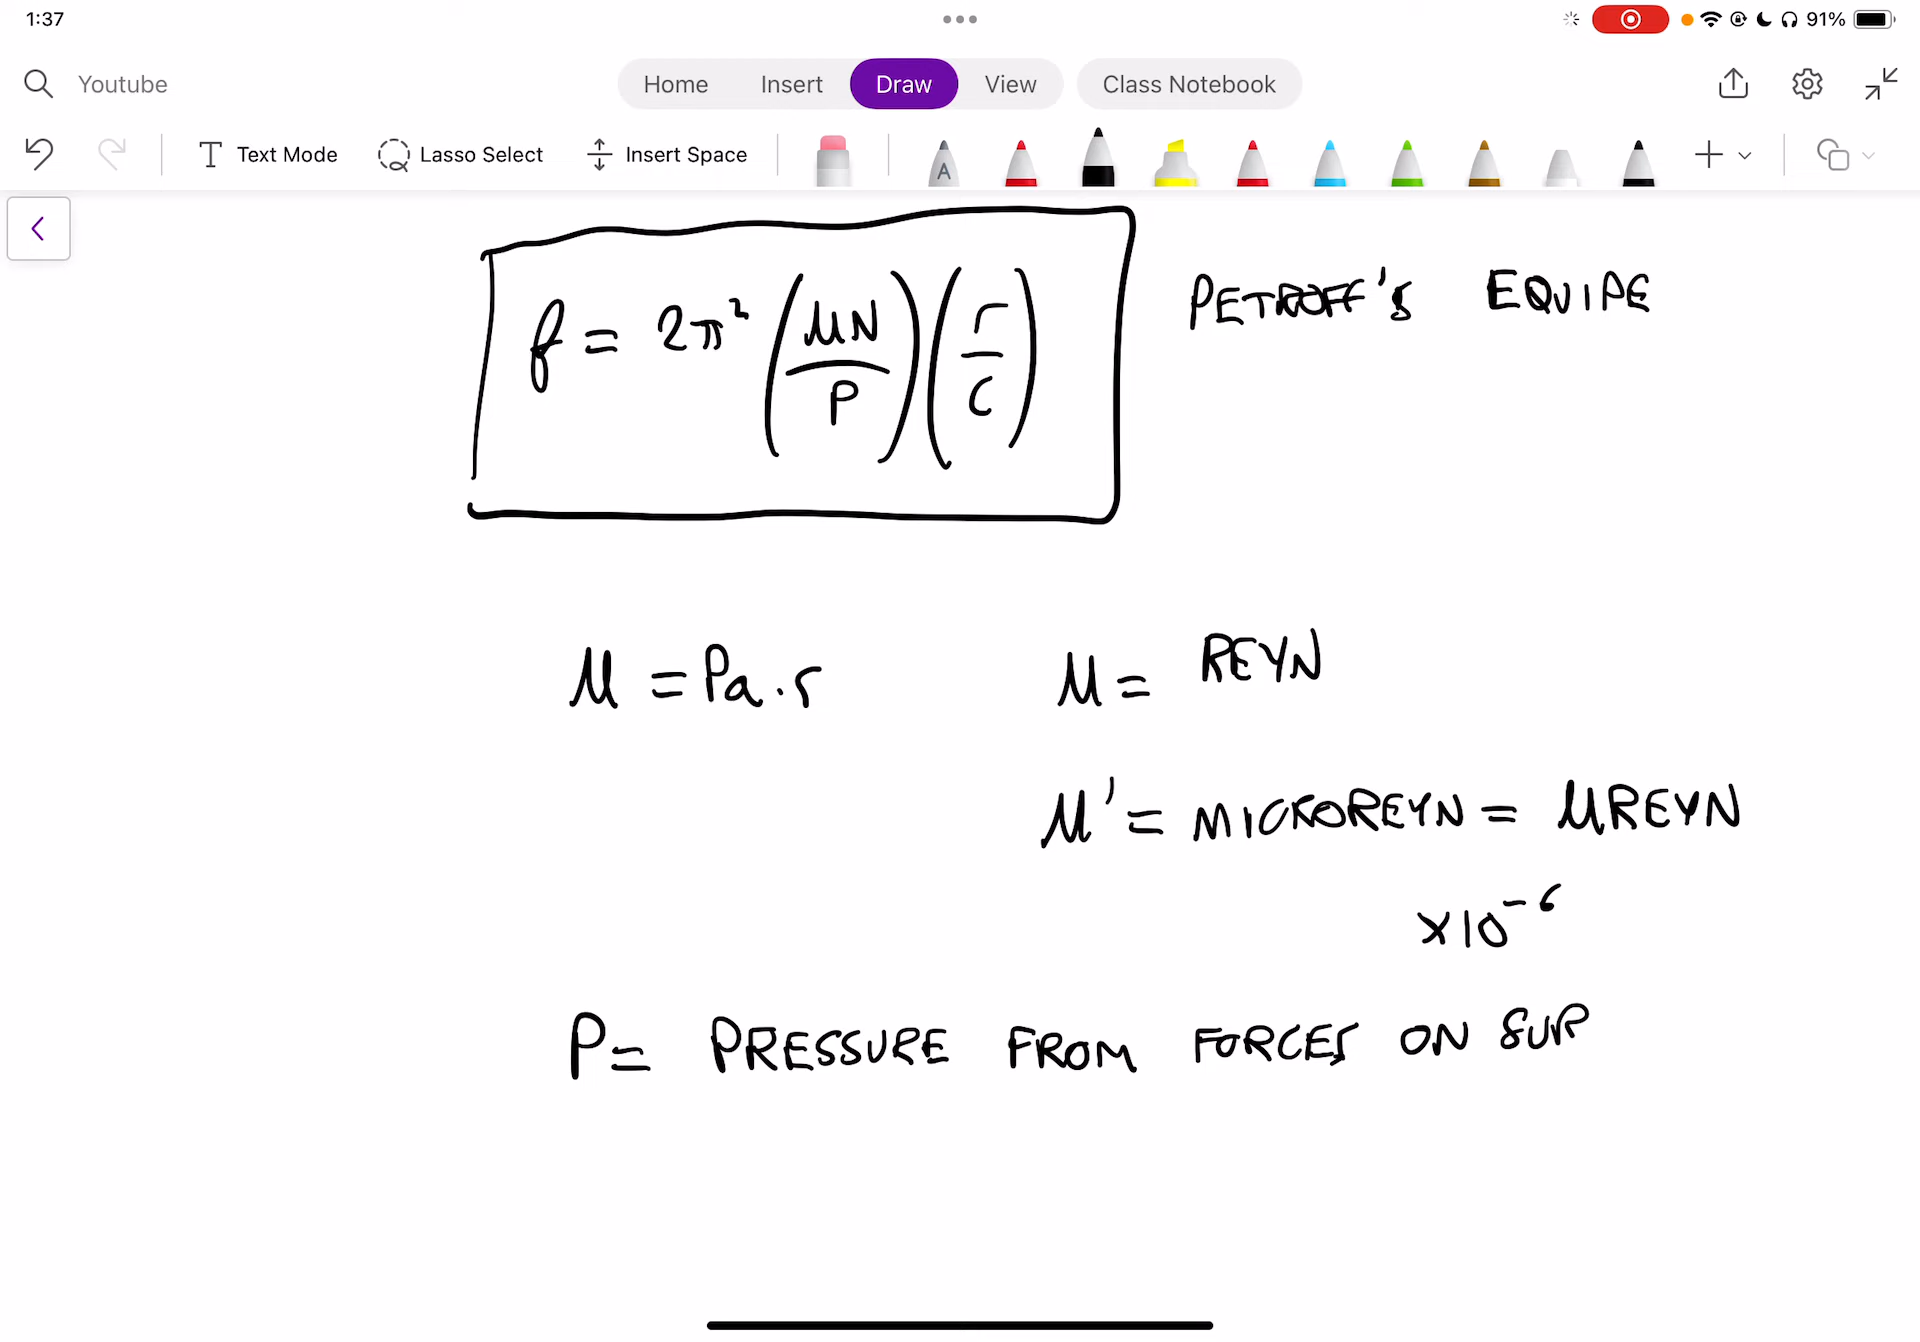 1:37
91%
Youtube
Home Insert Draw View Class Notebook
Text Mode Lasso Select Insert Space A
f = 2π² (μN/P)(r/c) PETROFF's EQUIPE
μ = Pa.s μ = REYN
μ' = MICROREYN = μREYN
×10⁻⁶
P = PRESSURE FROM FORCES ON SUR